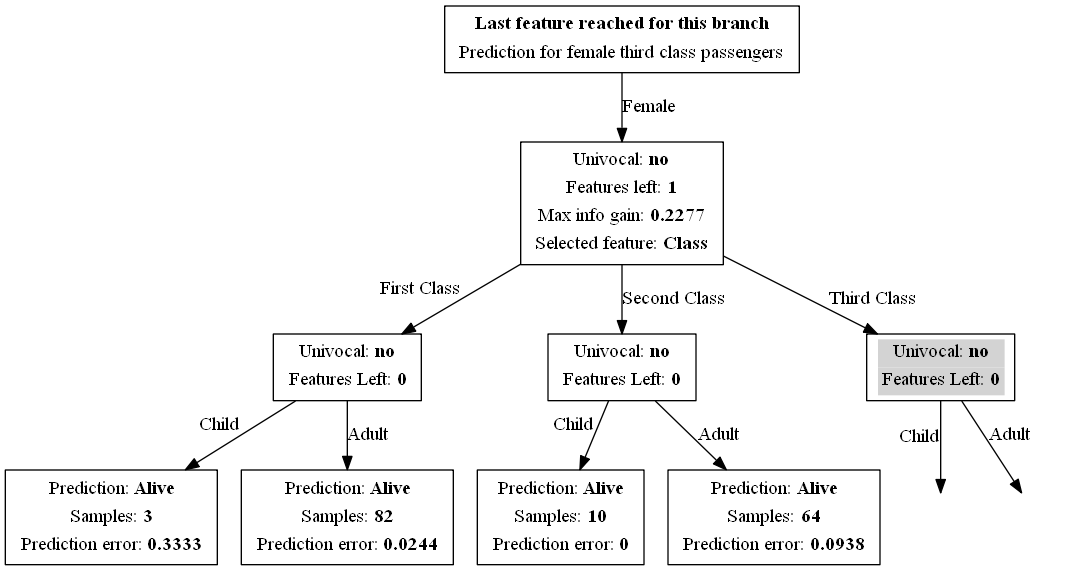 Last feature reached for this branch
Prediction for female third class passengers
Female
Univocal: no
Features left: 1
Max info gain: 0.2277
Selected feature: Class
First Class
Second Class
Third Class
Univocal: no
Features Left: 0
Univocal: no
Features Left: 0
Univocal: no
Features Left: 0
Child
Adult
Child
Adult
Child
Adult
Prediction: Alive
Samples: 3
Prediction error: 0.3333
Prediction: Alive
Samples: 82
Prediction error: 0.0244
Prediction: Alive
Samples: 10
Prediction error: 0
Prediction: Alive
Samples: 64
Prediction error: 0.0938